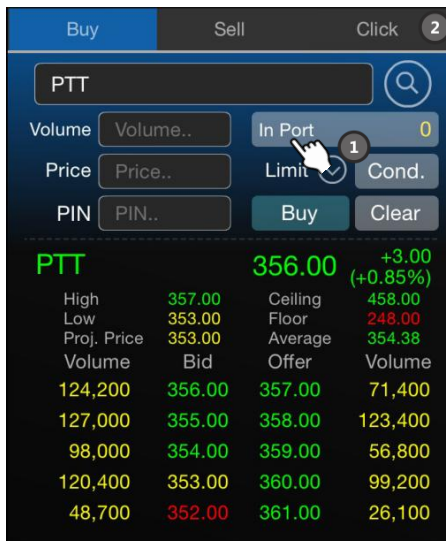 Buy Sell Click 2
PTT
Volume Volume.. In Port 0
1
Price Price.. Limit Cond.
PIN PIN.. Buy Clear
PTT 356.00 +3.00
(+0.85%)
High 357.00 Ceiling 458.00
Low 353.00 Floor 248.00
Proj. Price 353.00 Average 354.38
Volume Bid Offer Volume
124,200 356.00 357.00 71,400
127,000 355.00 358.00 123,400
98,000 354.00 359.00 56,800
120,400 353.00 360.00 99,200
48,700 352.00 361.00 26,100